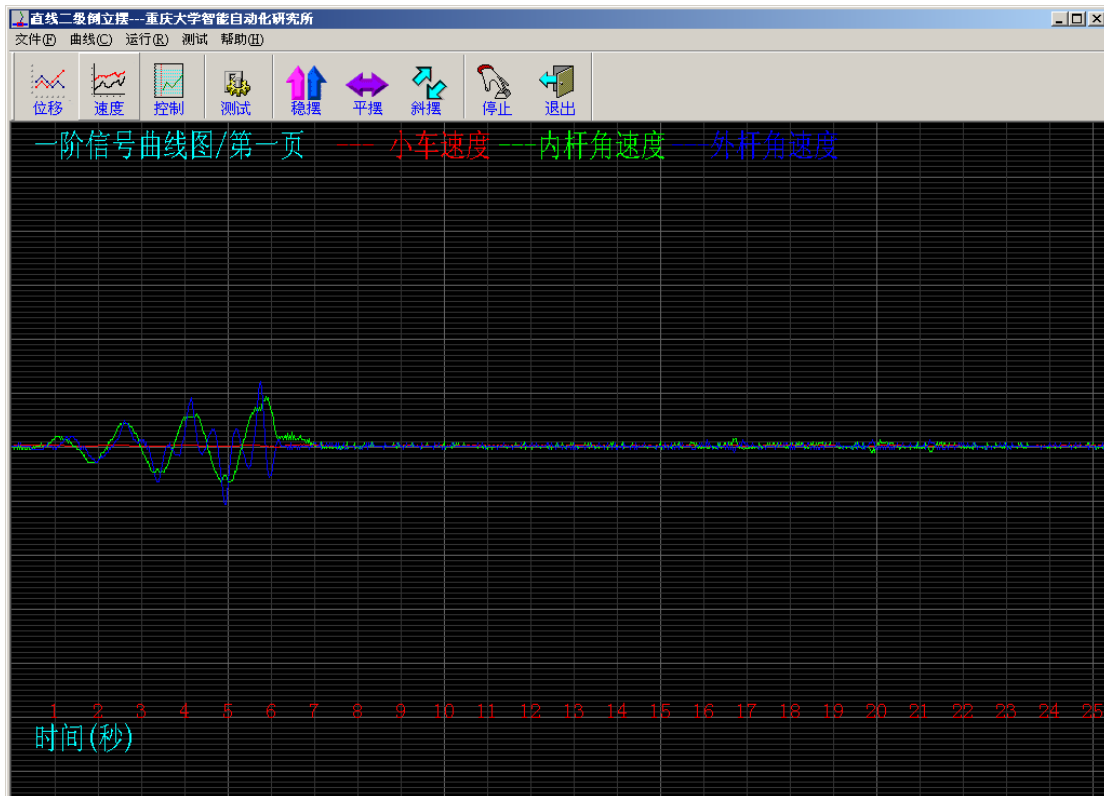 直线二级倒立摆---重庆大学智能自动化研究所
文件(F) 曲线(C) 运行(R) 测试 帮助(H)
位移 速度 控制 测试 稳摆 平摆 斜摆 停止 退出
一阶信号曲线图/第一页 --- 小车速度 ---内杆角速度 ---外杆角速度
1 2 3 4 5 6 7 8 9 10 11 12 13 14 15 16 17 18 19 20 21 22 23 24 25
时间(秒)